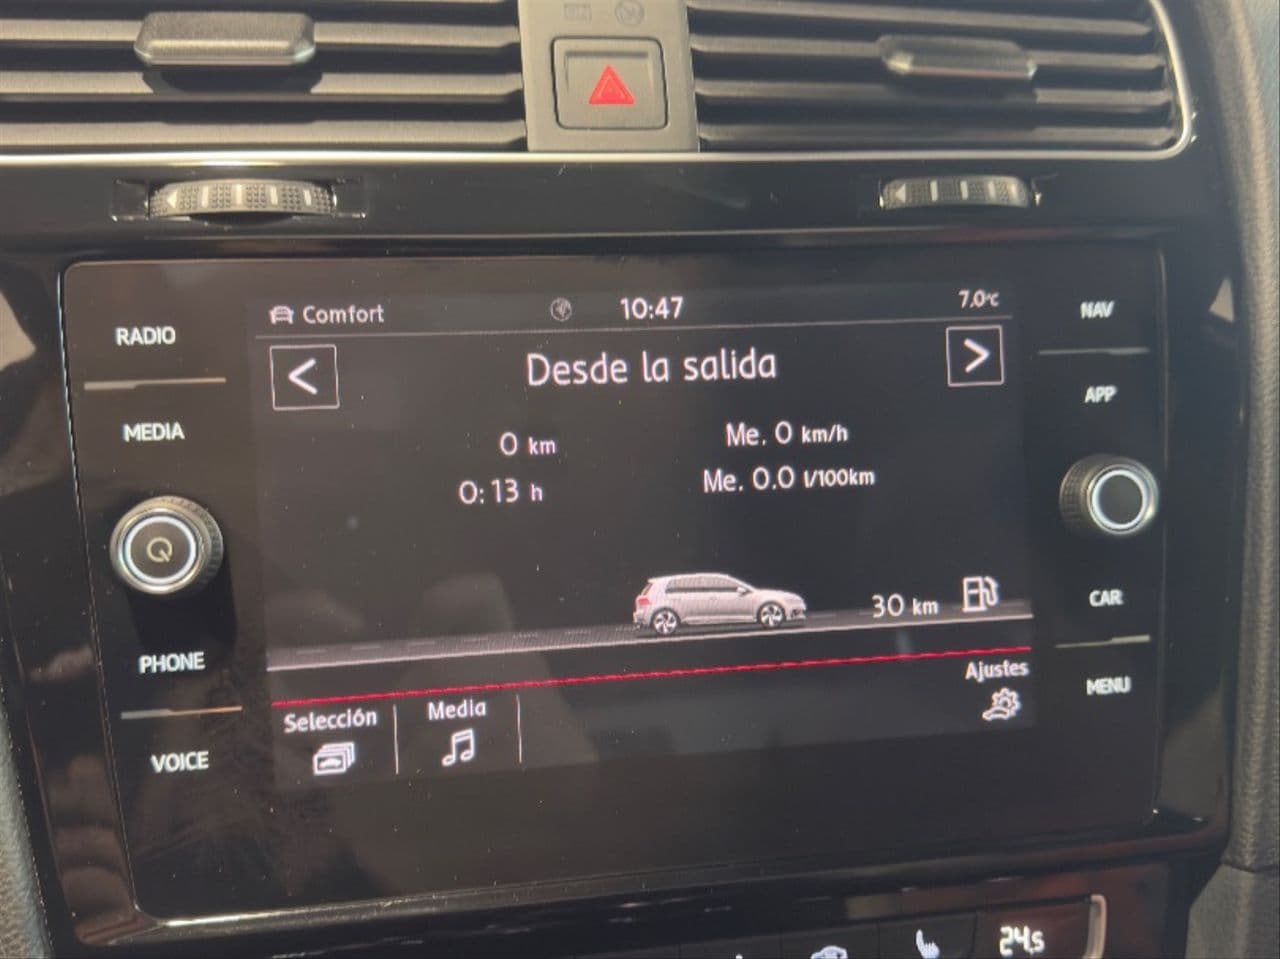 Comfort
10:47
7.0°C
RADIO
NAV
<
Desde la salida
>
MEDIA
APP
0 km
Me. 0 km/h
0:13 h
Me. 0.0 l/100km
30 km
CAR
PHONE
Ajustes
MENU
Selección
Media
VOICE
24.5